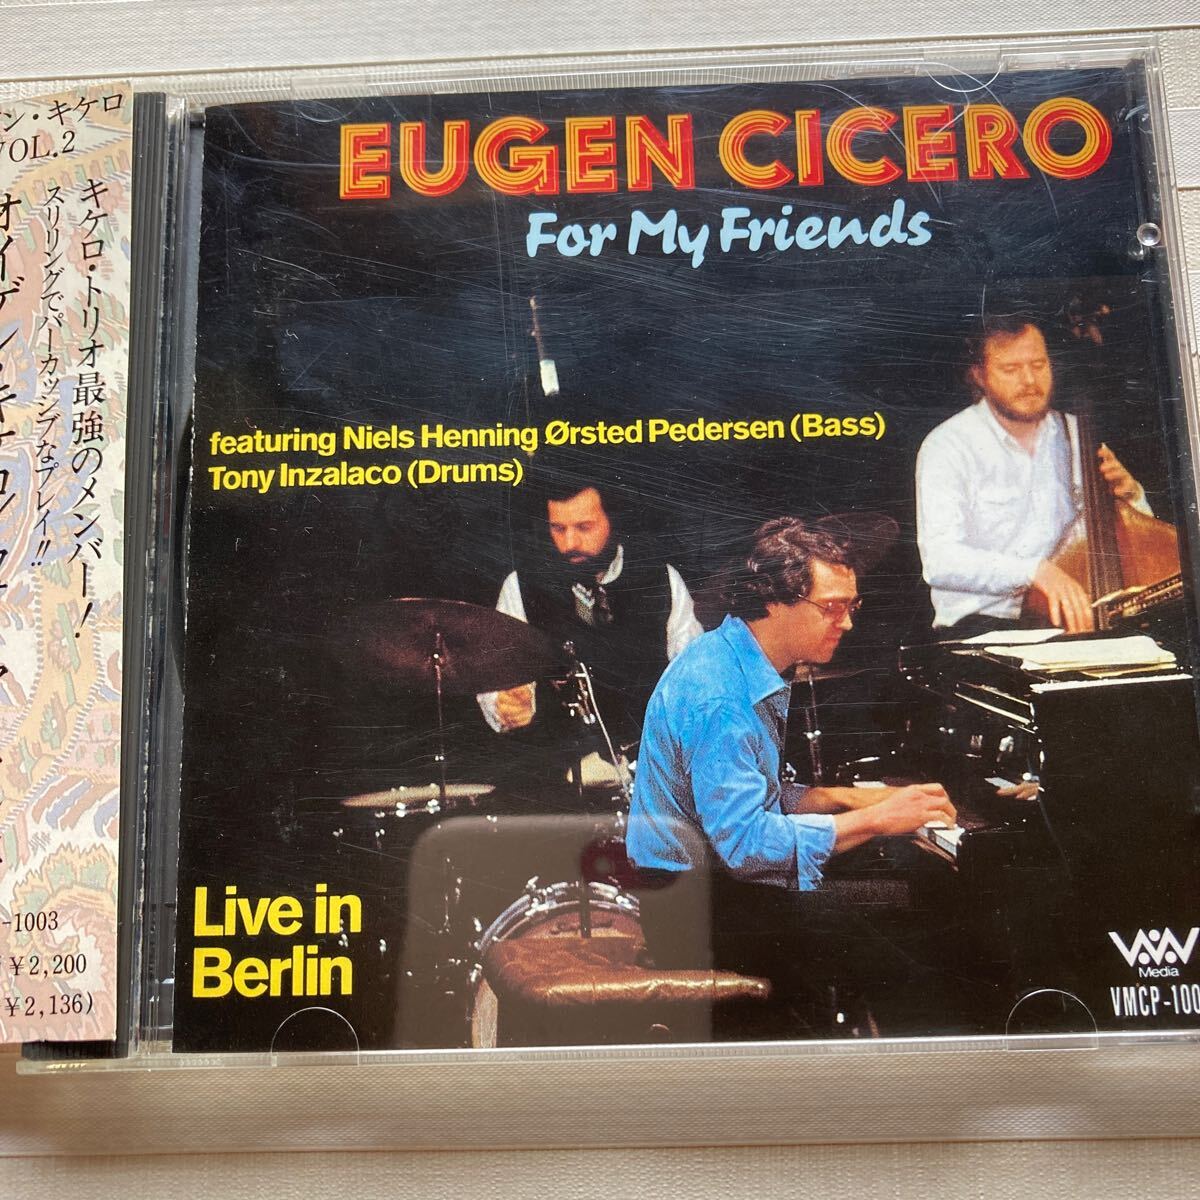 ン・キケロ
VOL.2
キケロ・トリオ最強のメンバー!
スリリングでパーカッシブなプレイ!!
オイゲン・キケロ
-1003
¥2,200
¥2,136)
EUGEN CICERO
For My Friends
featuring Niels Henning Ørsted Pedersen (Bass)
Tony Inzalaco (Drums)
Live in
Berlin
Media
VMCP-100